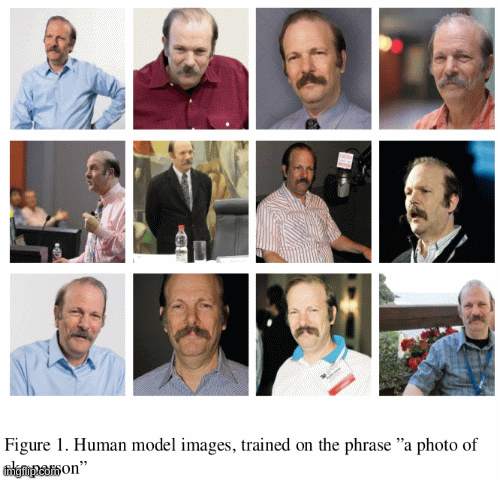 Figure 1. Human model images, trained on the phrase ”a photo of
person”
imgflip.com